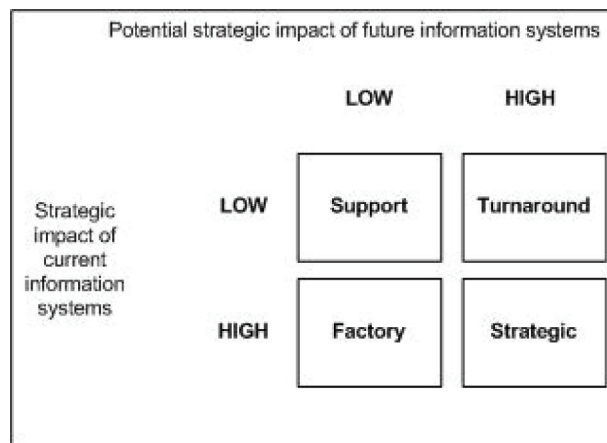 Potential strategic impact of future information systems
LOW HIGH
Strategic
impact of
current
information
systems
LOW Support Turnaround
HIGH Factory Strategic